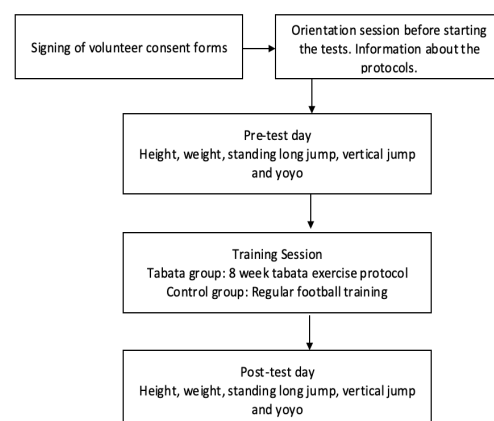 Signing of volunteer consent forms
Orientation session before starting
the tests. Information about the
protocols.
Pre-test day
Height, weight, standing long jump, vertical jump
and yoyo
Training Session
Tabata group: 8 week tabata exercise protocol
Control group: Regular football training
Post-test day
Height, weight, standing long jump, vertical jump
and yoyo